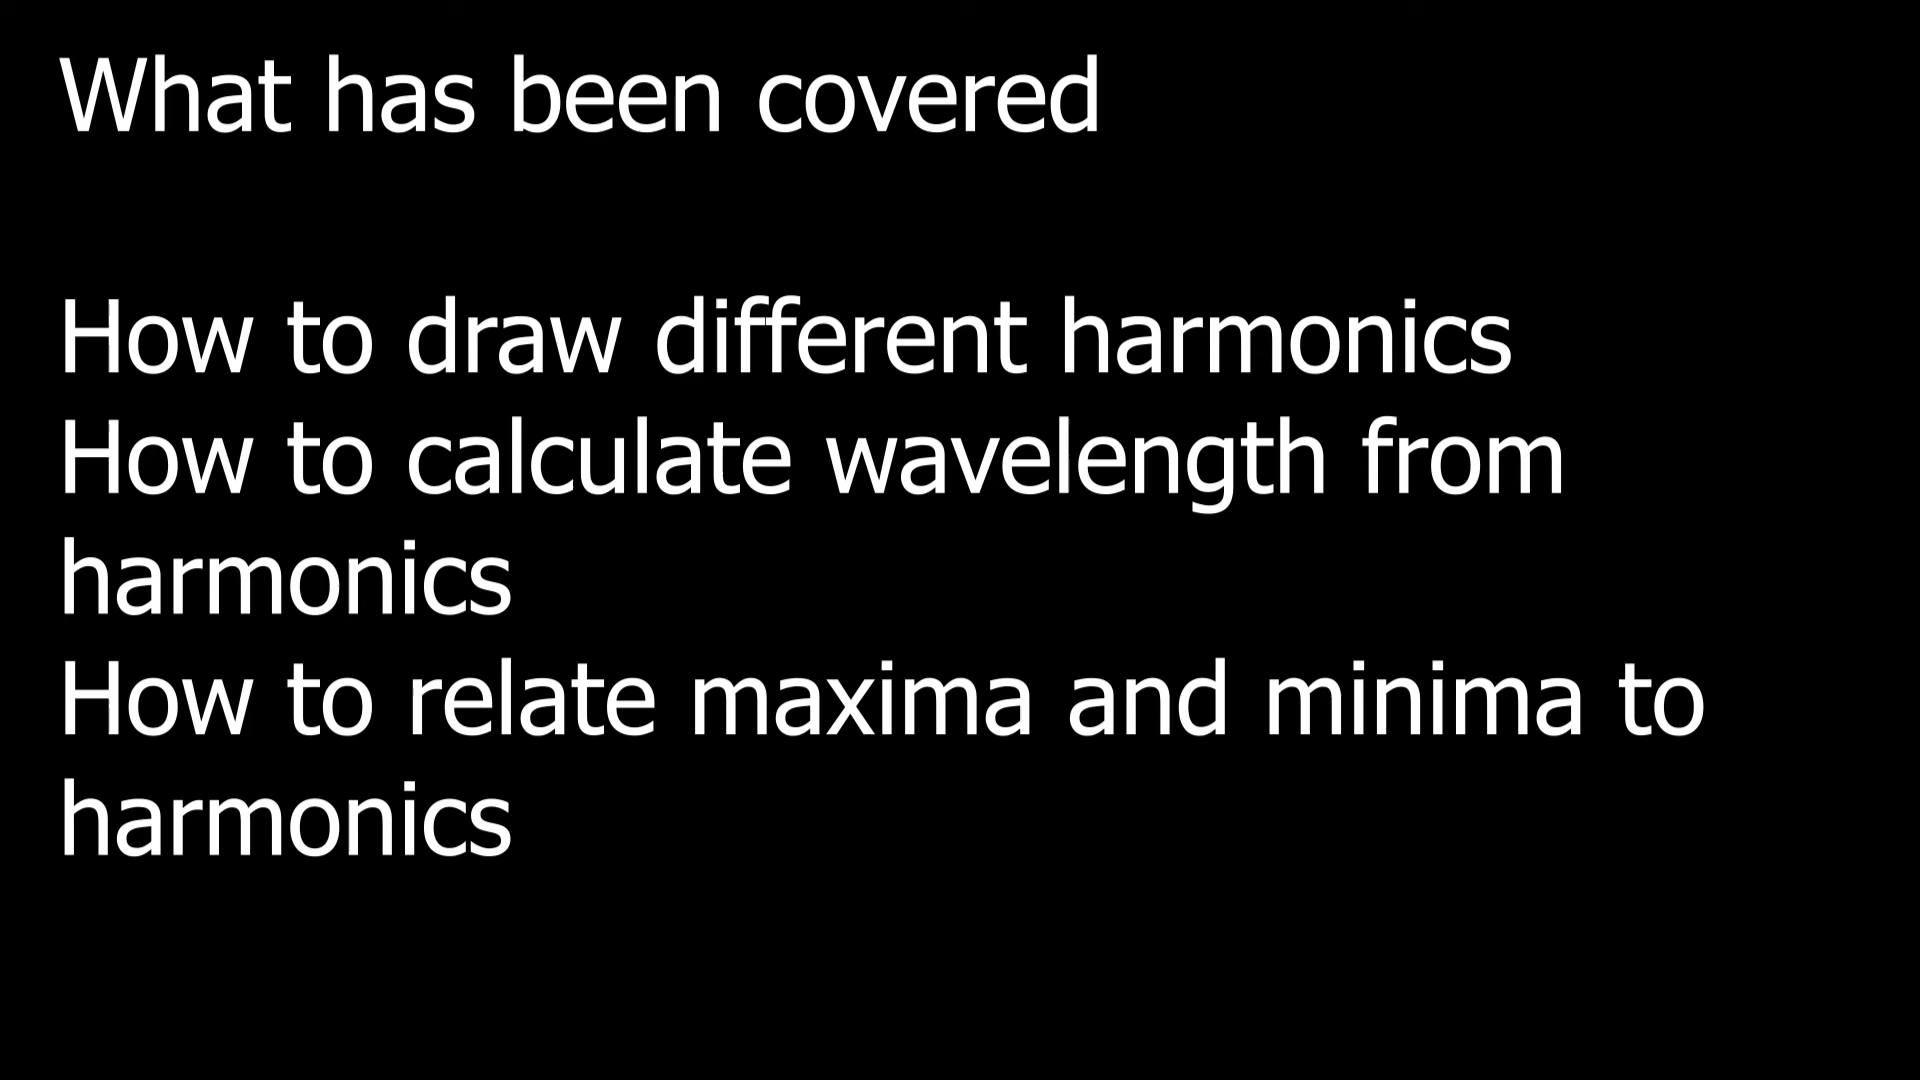 What has been covered
How to draw different harmonics
How to calculate wavelength from
harmonics
How to relate maxima and minima to
harmonics